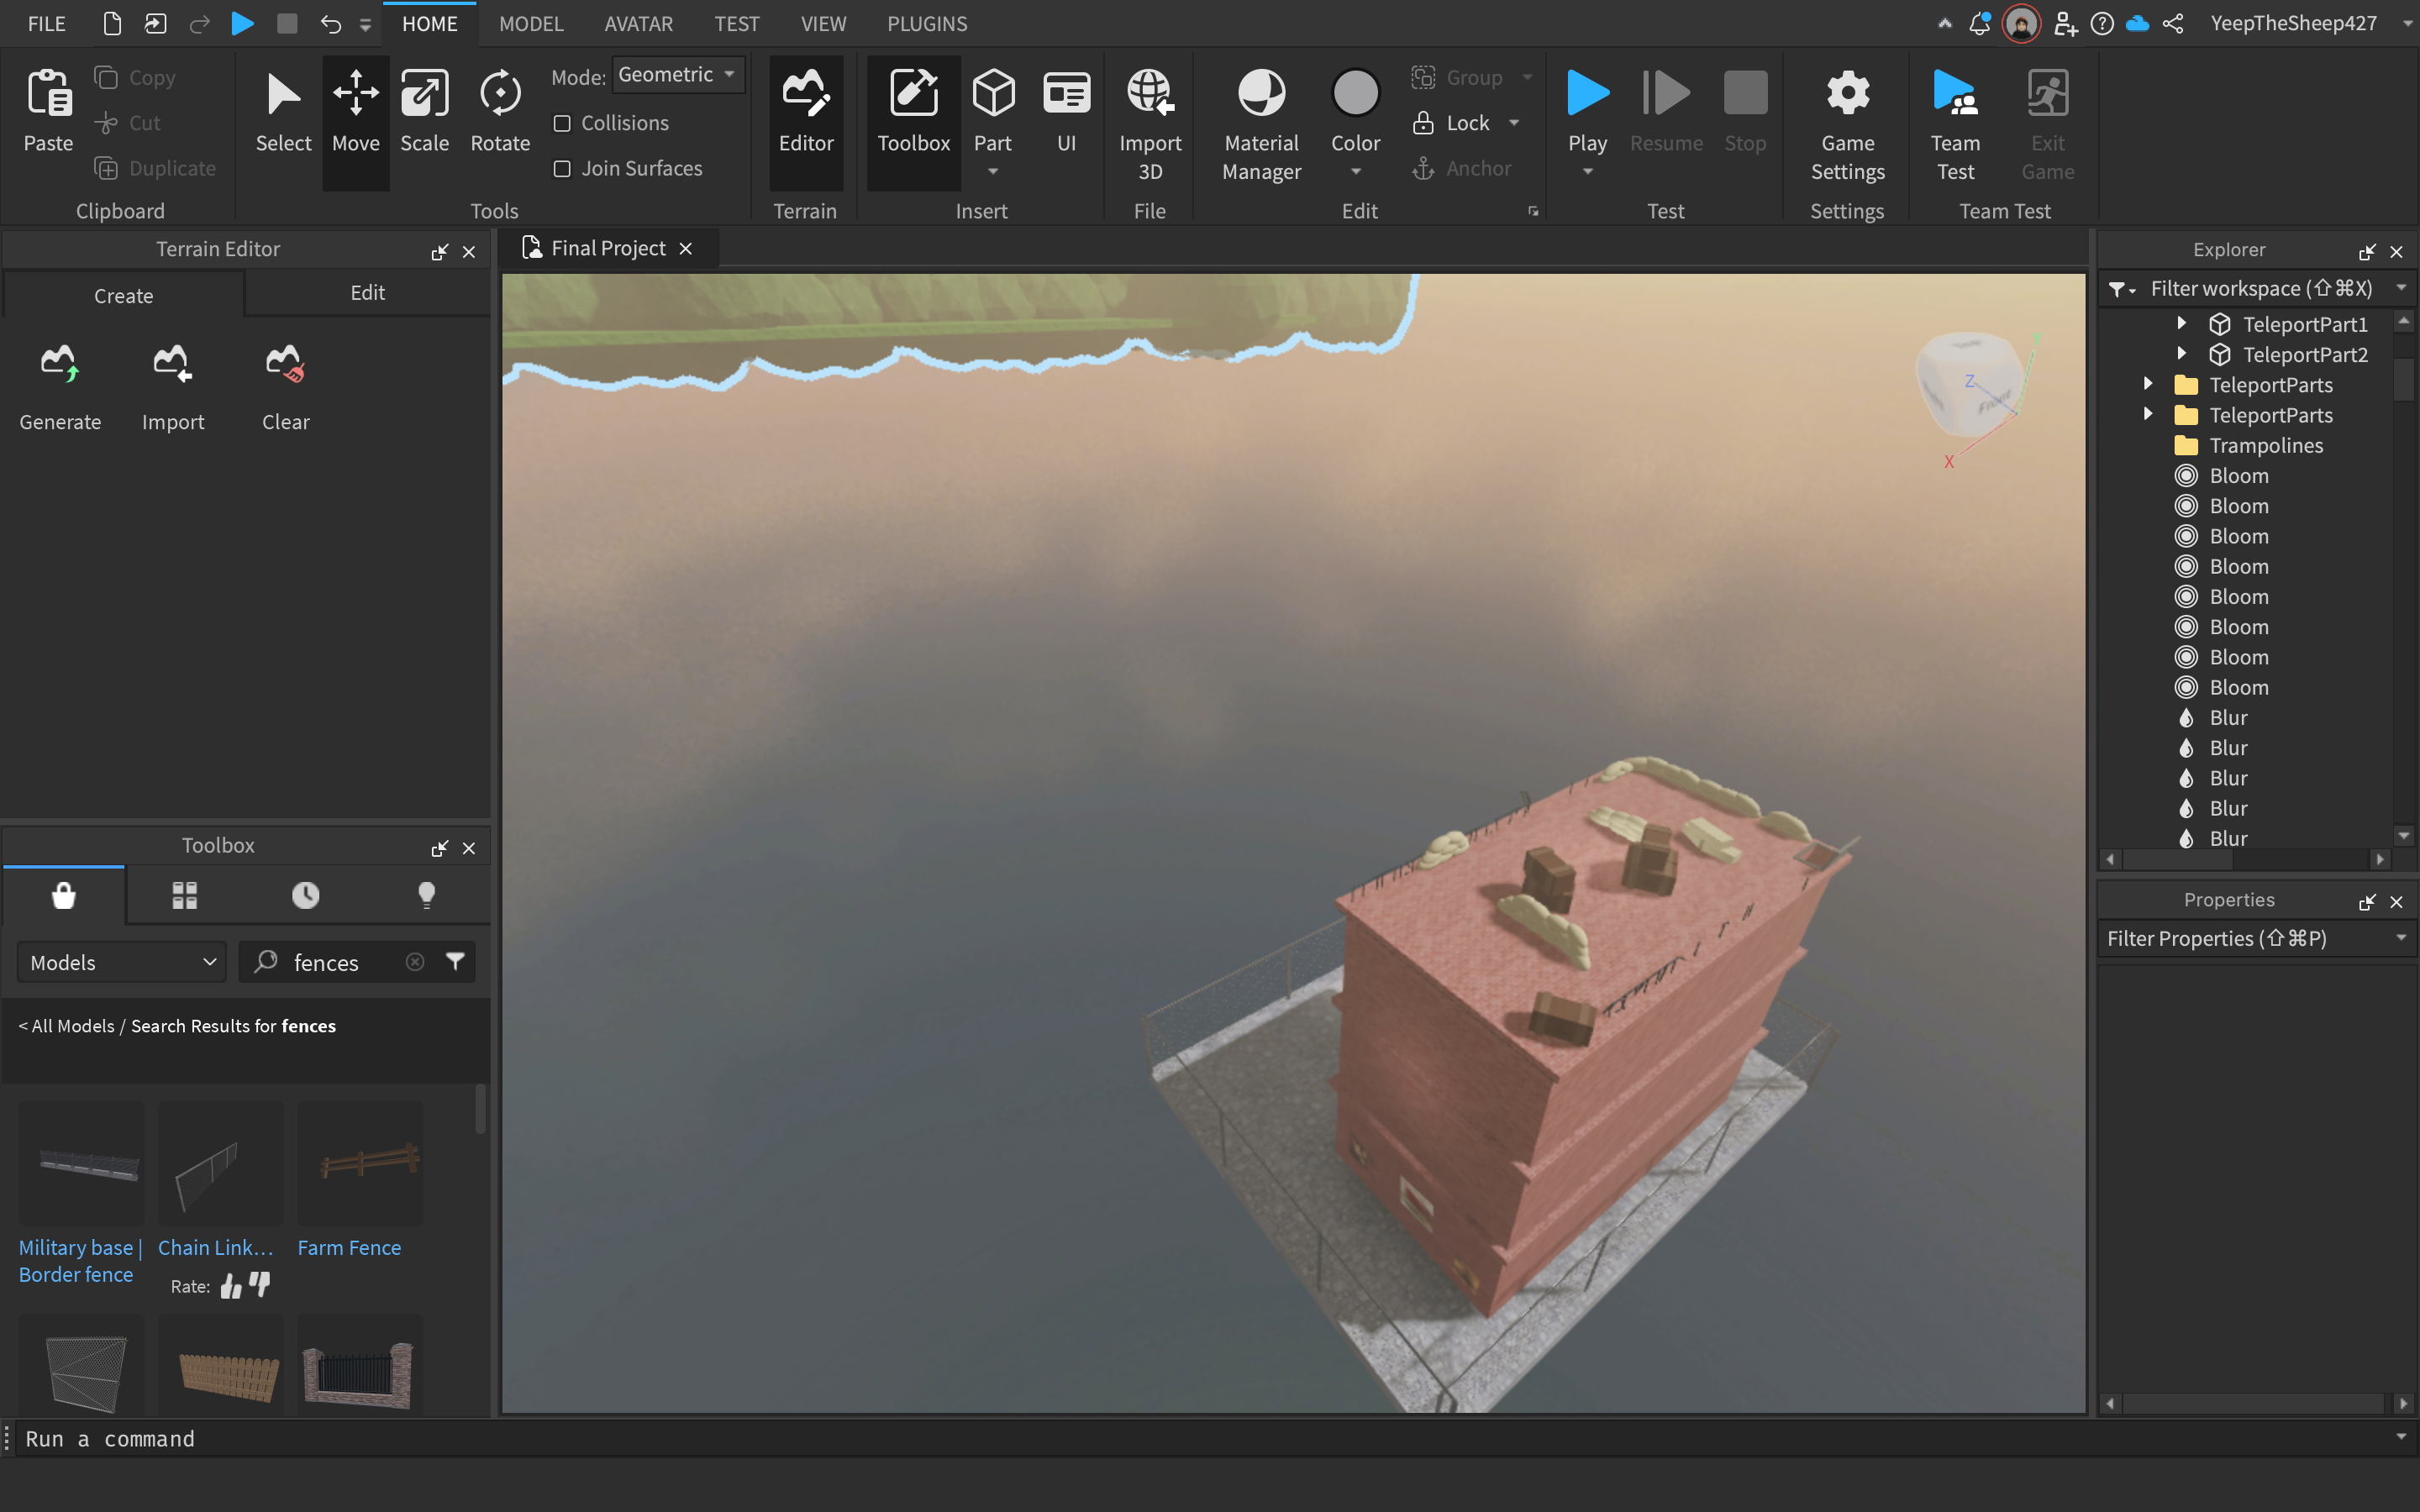 FILE
HOME
MODEL
AVATAR
TEST
VIEW
PLUGINS
YeepTheSheep427
Paste
Copy
Cut
Duplicate
Clipboard
Select
Move
Scale
Rotate
Mode: Geometric
Collisions
Join Surfaces
Tools
Editor
Terrain
Toolbox
Part
UI
Insert
Import
3D
File
Material
Manager
Color
Group
Lock
Anchor
Edit
Play
Resume
Stop
Test
Game
Settings
Settings
Team
Test
Exit
Game
Team Test
Terrain Editor
Create
Edit
Generate
Import
Clear
Final Project
Z
Front
X
Y
Explorer
Filter workspace (⇧⌘X)
TeleportPart1
TeleportPart2
TeleportParts
TeleportParts
Trampolines
Bloom
Bloom
Bloom
Bloom
Bloom
Bloom
Bloom
Bloom
Blur
Blur
Blur
Blur
Blur
Properties
Filter Properties (⇧⌘P)
Toolbox
Models
fences
< All Models / Search Results for fences
Military base |
Border fence
Chain Link...
Rate:
Farm Fence
Run a command